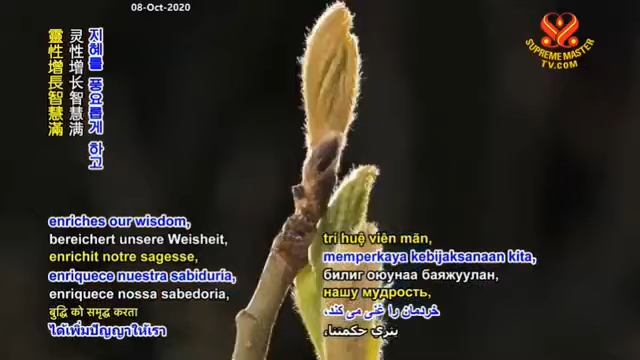 08-Oct-2020
SUPREME MASTER
TV.COM
靈性增長智慧滿
灵性增长智慧满
지혜를 풍요롭게 하고
enriches our wisdom,
bereichert unsere Weisheit,
enrichit notre sagesse,
enriquece nuestra sabiduría,
enriquece nossa sabedoria,
बुद्धि को समृद्ध करता
ได้เพิ่มปัญญาให้เรา
trí huệ viên mãn,
memperkaya kebijaksanaan kita,
билиг оюунаа баяжуулан,
нашу мудрость,
خردمان را غنی می کند،
يثري حكمتنا،